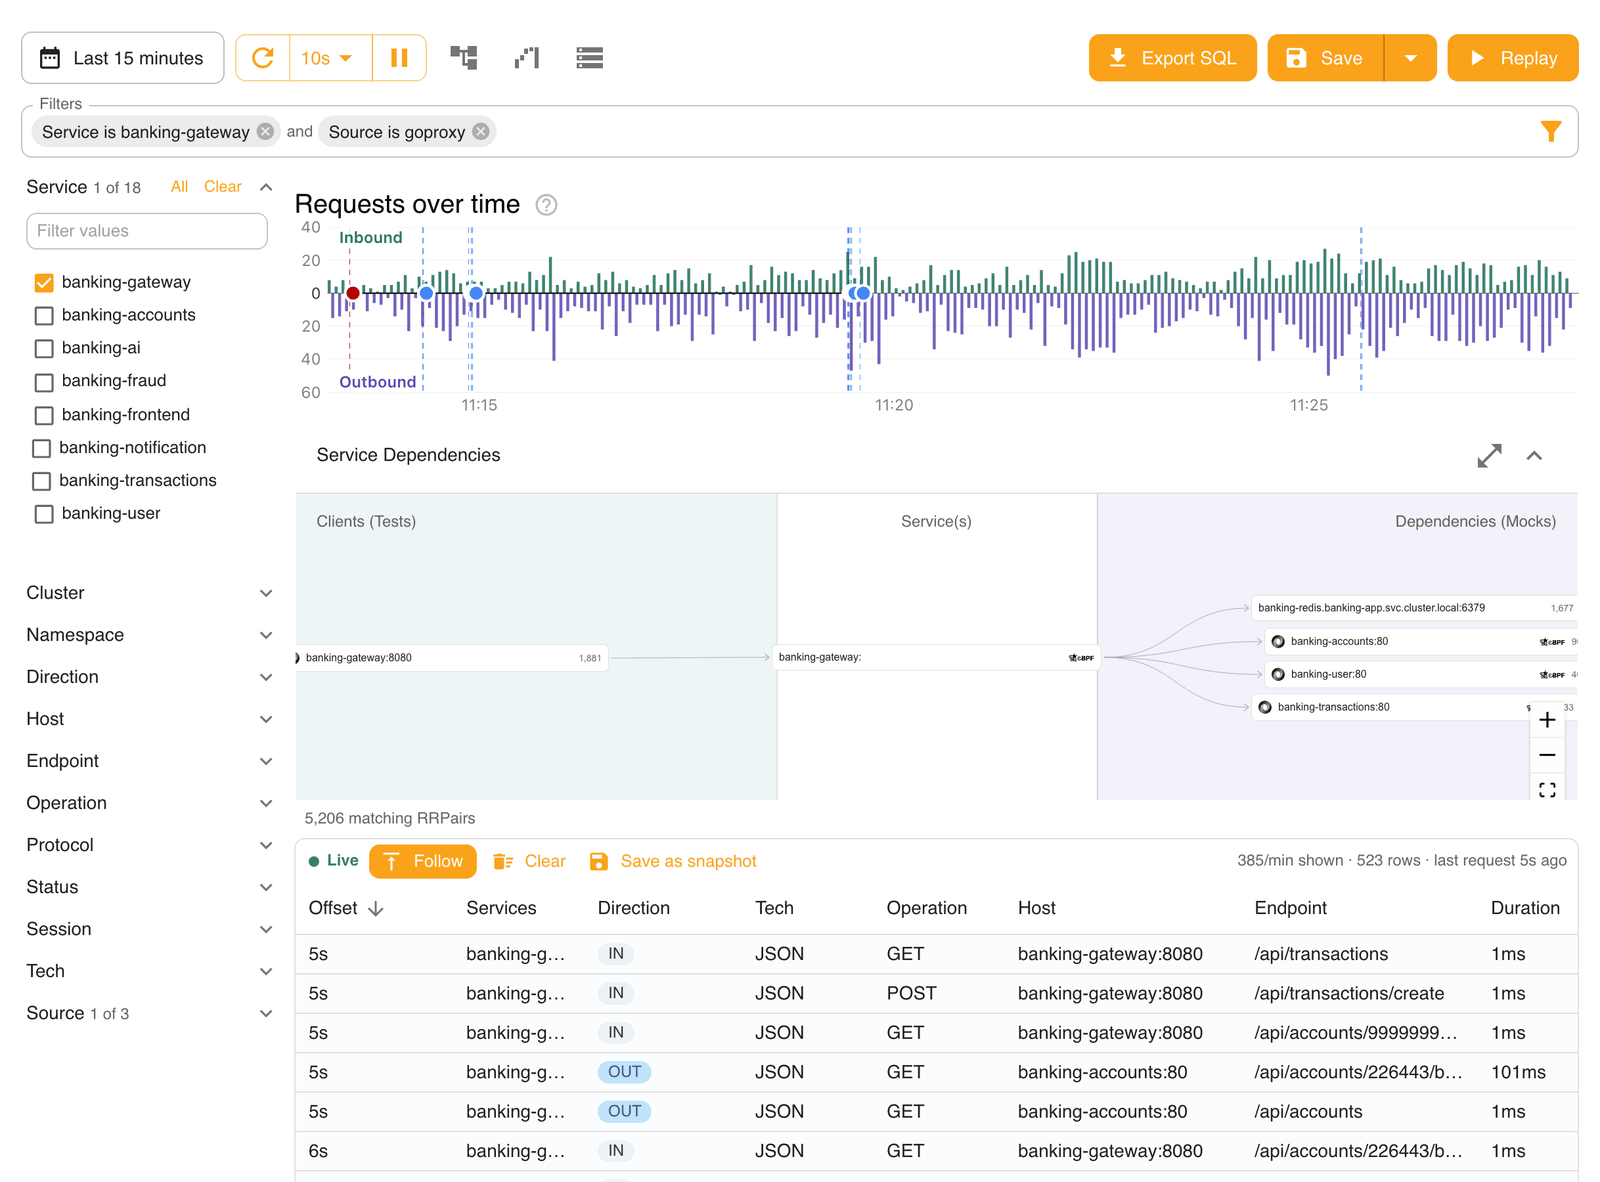 Last 15 minutes
10s
Export SQL
Save
Replay
Filters
Service is banking-gateway and Source is goproxy
Service 1 of 18 All Clear
Filter values
banking-gateway
banking-accounts
banking-ai
banking-fraud
banking-frontend
banking-notification
banking-transactions
banking-user
Cluster
Namespace
Direction
Host
Endpoint
Operation
Protocol
Status
Session
Tech
Source 1 of 3
Requests over time ?
40
Inbound
20
0
20
40
Outbound
60
11:15 11:20 11:25
Service Dependencies
Clients (Tests) Service(s) Dependencies (Mocks)
banking-redis.banking-app.svc.cluster.local:6379 1,677
banking-accounts:80 eBPF
banking-gateway:8080 1,881
banking-gateway: eBPF
banking-user:80 eBPF
banking-transactions:80 33
5,206 matching RRPairs
Live Follow Clear Save as snapshot 385/min shown · 523 rows · last request 5s ago
Offset Services Direction Tech Operation Host Endpoint Duration
5s banking-g… IN JSON GET banking-gateway:8080 /api/transactions 1ms
5s banking-g… IN JSON POST banking-gateway:8080 /api/transactions/create 1ms
5s banking-g… IN JSON GET banking-gateway:8080 /api/accounts/9999999… 1ms
5s banking-g… OUT JSON GET banking-accounts:80 /api/accounts/226443/b… 101ms
5s banking-g… OUT JSON GET banking-accounts:80 /api/accounts 1ms
6s banking-g… IN JSON GET banking-gateway:8080 /api/accounts/226443/b… 1ms